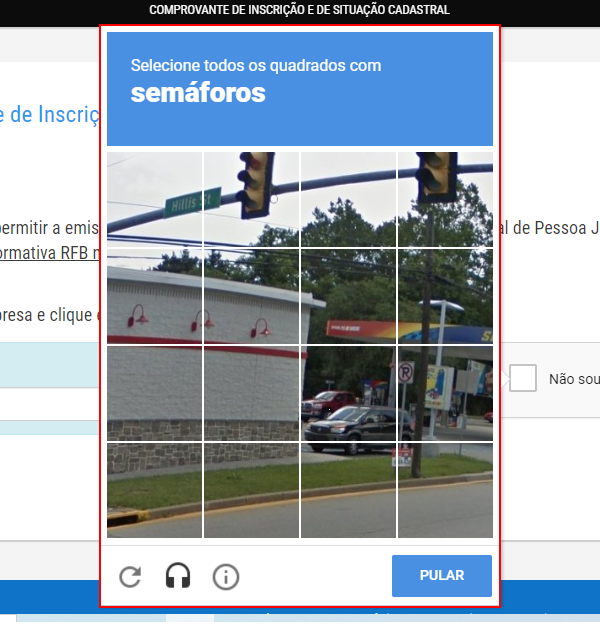 COMPROVANTE DE INSCRIÇÃO E DE SITUAÇÃO CADASTRAL
Selecione todos os quadrados com
semáforos
e de Inscriç
Hillis St
permitir a emis
al de Pessoa J
ormativa RFB n
resa e clique
Não sou
PULAR